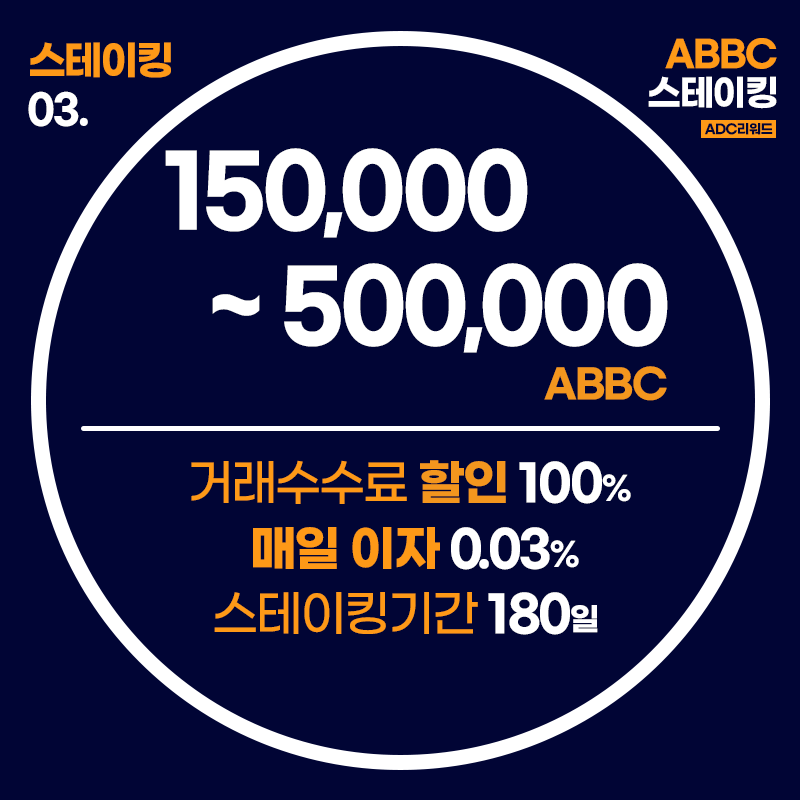 스테이킹
03.
ABBC
스테이킹
ADC리워드
150,000
~ 500,000
ABBC
거래수수료 할인 100%
매일 이자 0.03%
스테이킹기간 180일